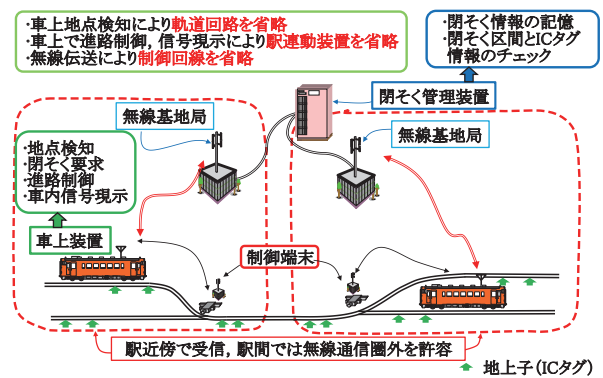 ・車上地点検知により軌道回路を省略
・車上で進路制御，信号現示により駅連動装置を省略
・無線伝送により制御回線を省略
・閉そく情報の記憶
・閉そく区間とICタグ
情報のチェック
閉そく管理装置
無線基地局
無線基地局
・地点検知
・閉そく要求
・進路制御
・車内信号現示
車上装置
制御端末
駅近傍で受信，駅間では無線通信圏外を許容
地上子（ICタグ）